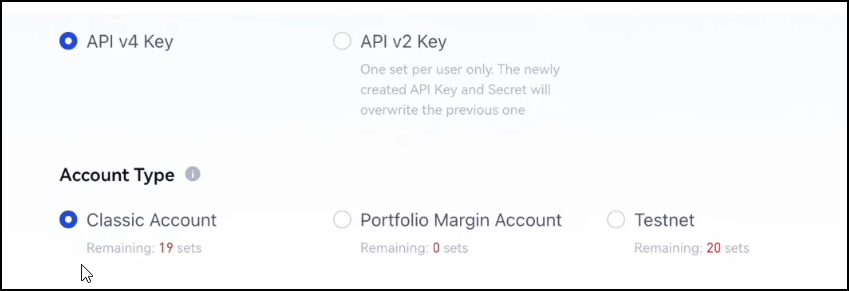 API v4 Key
API v2 Key
One set per user only. The newly
created API Key and Secret will
overwrite the previous one
Account Type
Classic Account
Remaining: 19 sets
Portfolio Margin Account
Remaining: 0 sets
Testnet
Remaining: 20 sets